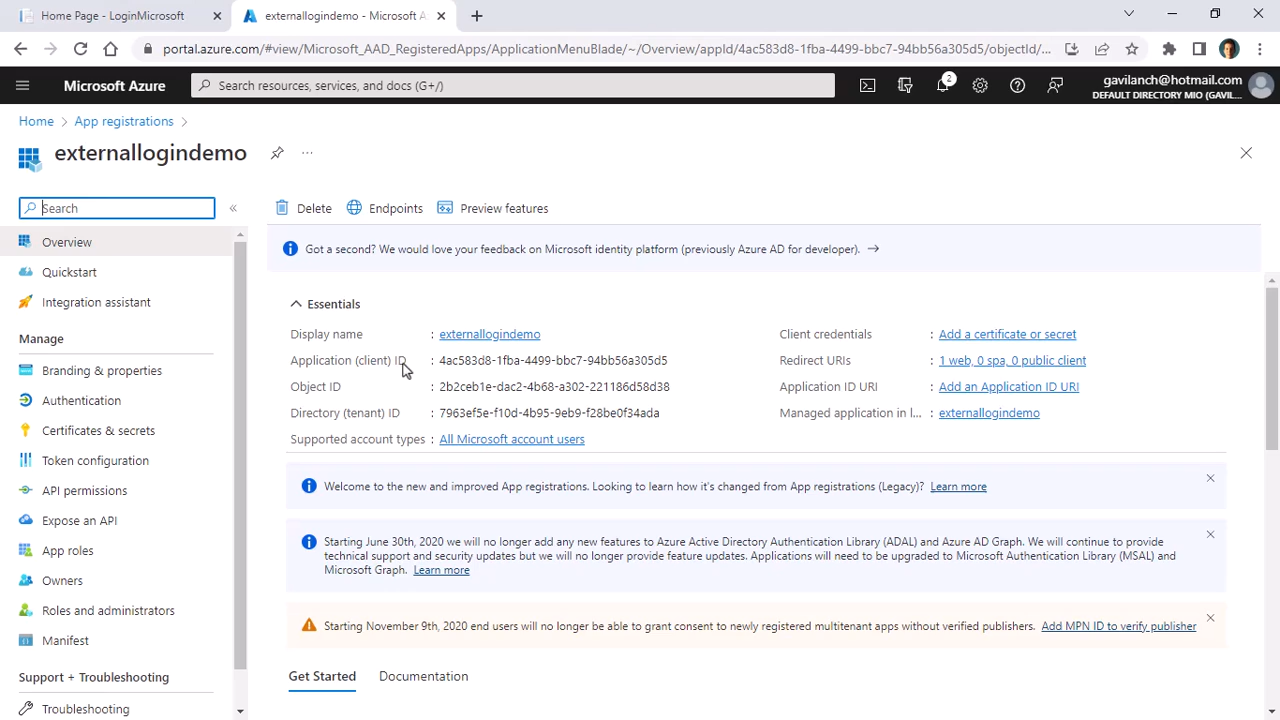 Home Page - LoginMicrosoft
externallogindemo - Microsoft A
portal.azure.com/#view/Microsoft_AAD_RegisteredApps/ApplicationMenuBlade/~/Overview/appId/4ac583d8-1fba-4499-bbc7-94bb56a305d5/objectId/...
Microsoft Azure
Search resources, services, and docs (G+/)
2
gavilanch@hotmail.com
DEFAULT DIRECTORY MIO (GAVIL...
Home > App registrations >
externallogindemo
...
Search
«
Delete
Endpoints
Preview features
Overview
Quickstart
Integration assistant
Manage
Branding & properties
Authentication
Certificates & secrets
Token configuration
API permissions
Expose an API
App roles
Owners
Roles and administrators
Manifest
Support + Troubleshooting
Troubleshooting
Got a second? We would love your feedback on Microsoft identity platform (previously Azure AD for developer). →
Essentials
Display name : externallogindemo
Application (client) ID : 4ac583d8-1fba-4499-bbc7-94bb56a305d5
Object ID : 2b2ceb1e-dac2-4b68-a302-221186d58d38
Directory (tenant) ID : 7963ef5e-f10d-4b95-9eb9-f28be0f34ada
Supported account types : All Microsoft account users
Client credentials : Add a certificate or secret
Redirect URIs : 1 web, 0 spa, 0 public client
Application ID URI : Add an Application ID URI
Managed application in l... : externallogindemo
Welcome to the new and improved App registrations. Looking to learn how it's changed from App registrations (Legacy)? Learn more
Starting June 30th, 2020 we will no longer add any new features to Azure Active Directory Authentication Library (ADAL) and Azure AD Graph. We will continue to provide
technical support and security updates but we will no longer provide feature updates. Applications will need to be upgraded to Microsoft Authentication Library (MSAL) and
Microsoft Graph. Learn more
Starting November 9th, 2020 end users will no longer be able to grant consent to newly registered multitenant apps without verified publishers. Add MPN ID to verify publisher
Get Started
Documentation